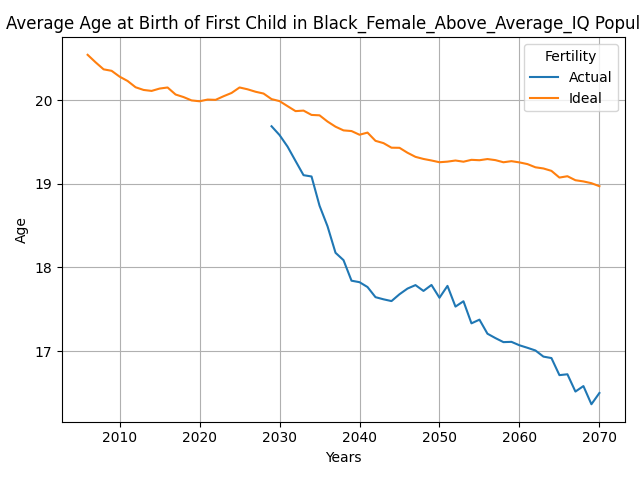 Average Age at Birth of First Child in Black_Female_Above_Average_IQ Popul
Fertility
Actual
Ideal
Age
20
19
18
17
2010 2020 2030 2040 2050 2060 2070
Years